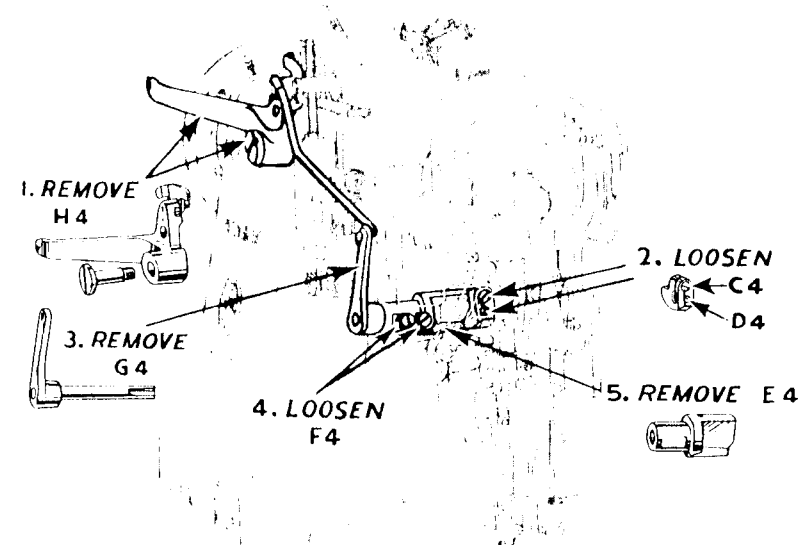 1. REMOVE
H4
2. LOOSEN
C4
D4
3. REMOVE
G4
4. LOOSEN
F4
5. REMOVE E4